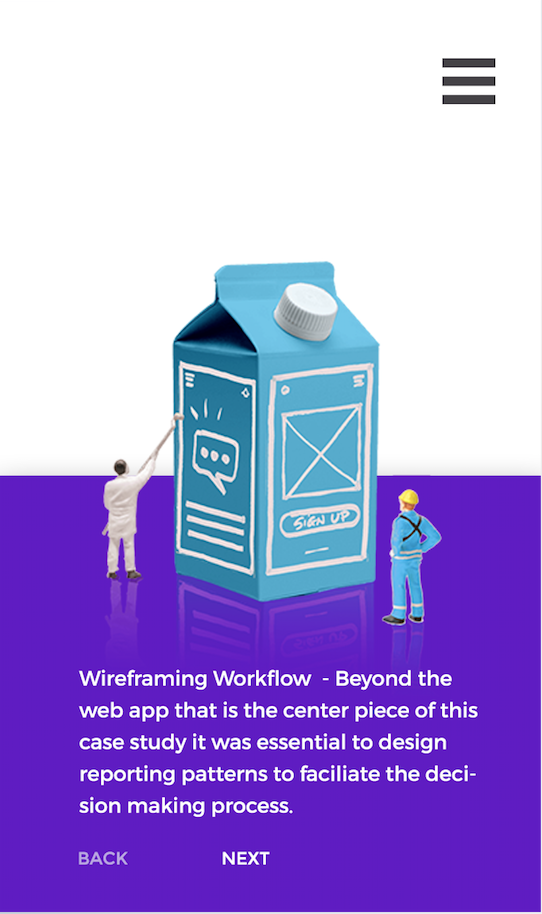 SIGN UP
Wireframing Workflow  - Beyond the
web app that is the center piece of this
case study it was essential to design
reporting patterns to faciliate the deci-
sion making process.
BACK NEXT